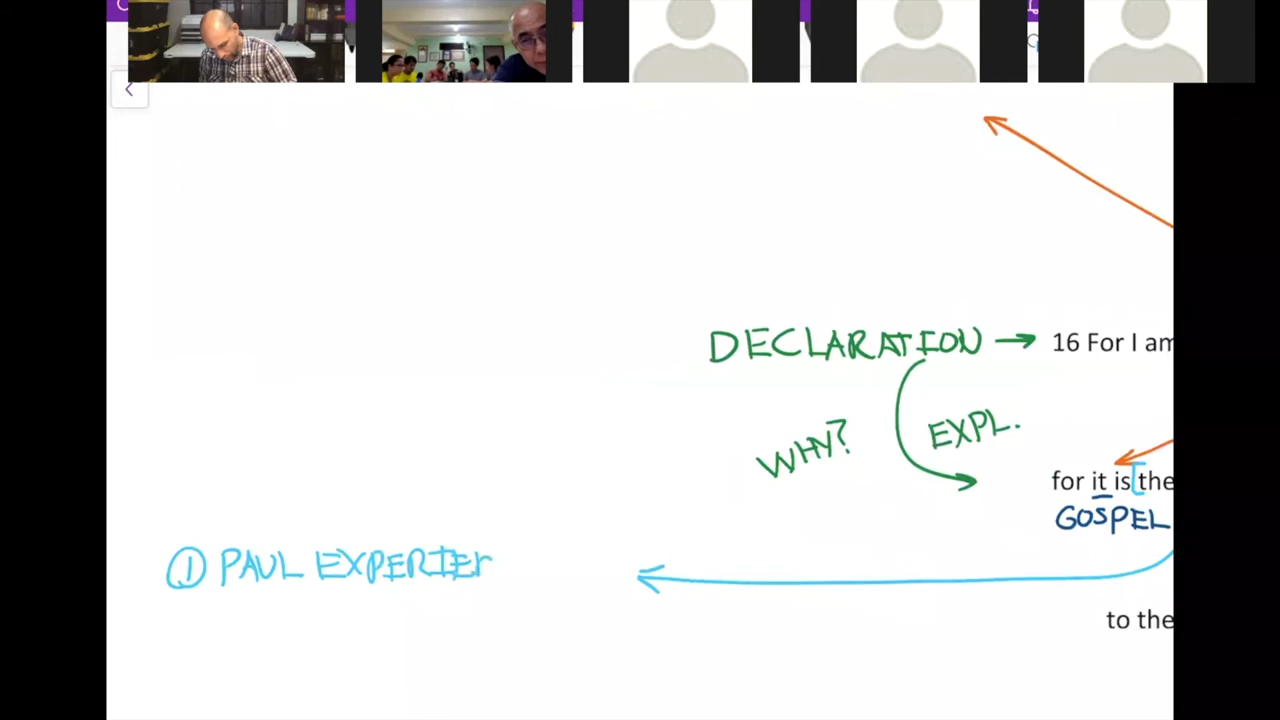 DECLARATION → 16 For I am
WHY? EXPL.
for it is [the
GOSPEL
① PAUL EXPERIEr
to the